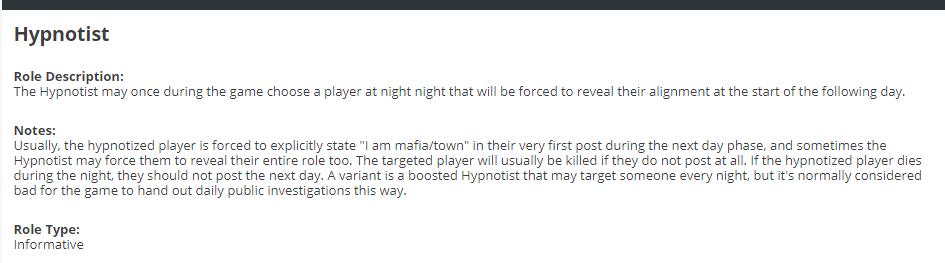 Hypnotist
Role Description:
The Hypnotist may once during the game choose a player at night night that will be forced to reveal their alignment at the start of the following day.
Notes:
Usually, the hypnotized player is forced to explicitly state "I am mafia/town" in their very first post during the next day phase, and sometimes the
Hypnotist may force them to reveal their entire role too. The targeted player will usually be killed if they do not post at all. If the hypnotized player dies
during the night, they should not post the next day. A variant is a boosted Hypnotist that may target someone every night, but it's normally considered
bad for the game to hand out daily public investigations this way.
Role Type:
Informative